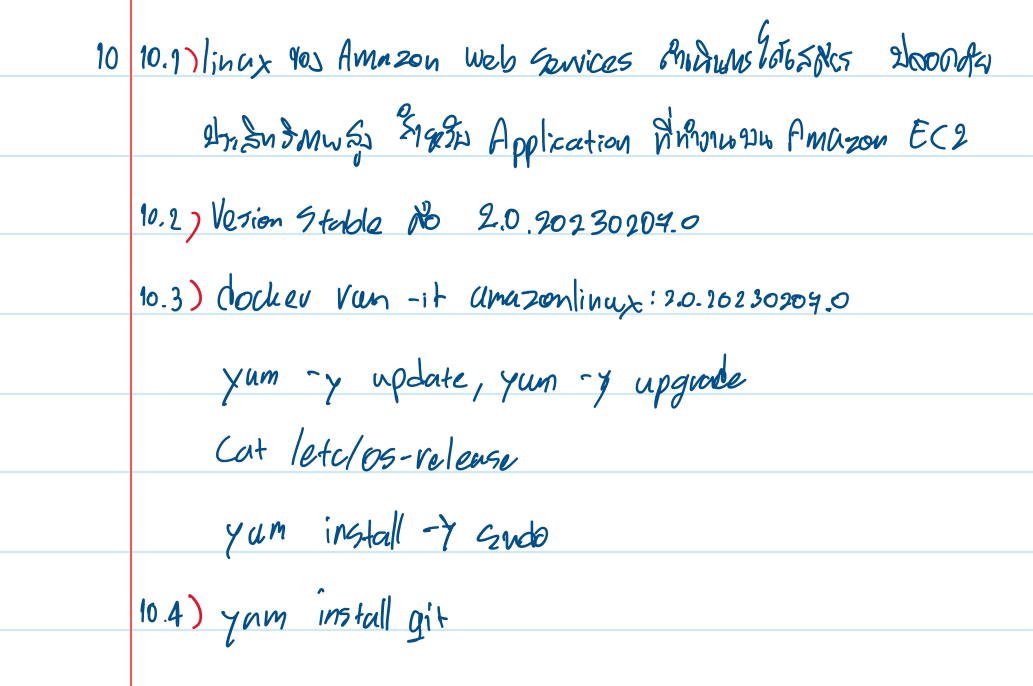 10 10.1) linux ของ Amazon Web Services ดำเนินการได้เสถียร ปลอดภัย
ประสิทธิภาพสูง สำหรับ Application ที่ทำงานบน Amazon EC2
10.2) Vesion Stable คือ 2.0.20230207.0
10.3) docker run -it amazonlinux:2.0.20230207.0
yum -y update, yum -y upgrade
Cat /etc/os-release
yum install -y sudo
10.4) yum install git